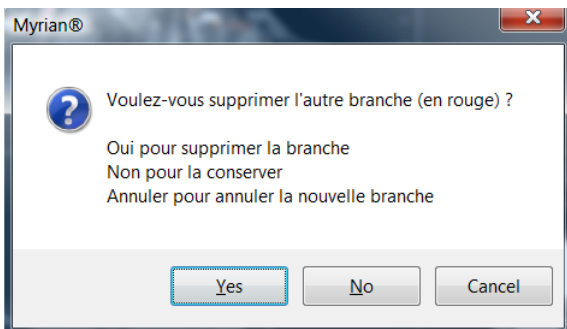 Myrian®
Voulez-vous supprimer l'autre branche (en rouge) ?
Oui pour supprimer la branche
Non pour la conserver
Annuler pour annuler la nouvelle branche
Yes
No
Cancel